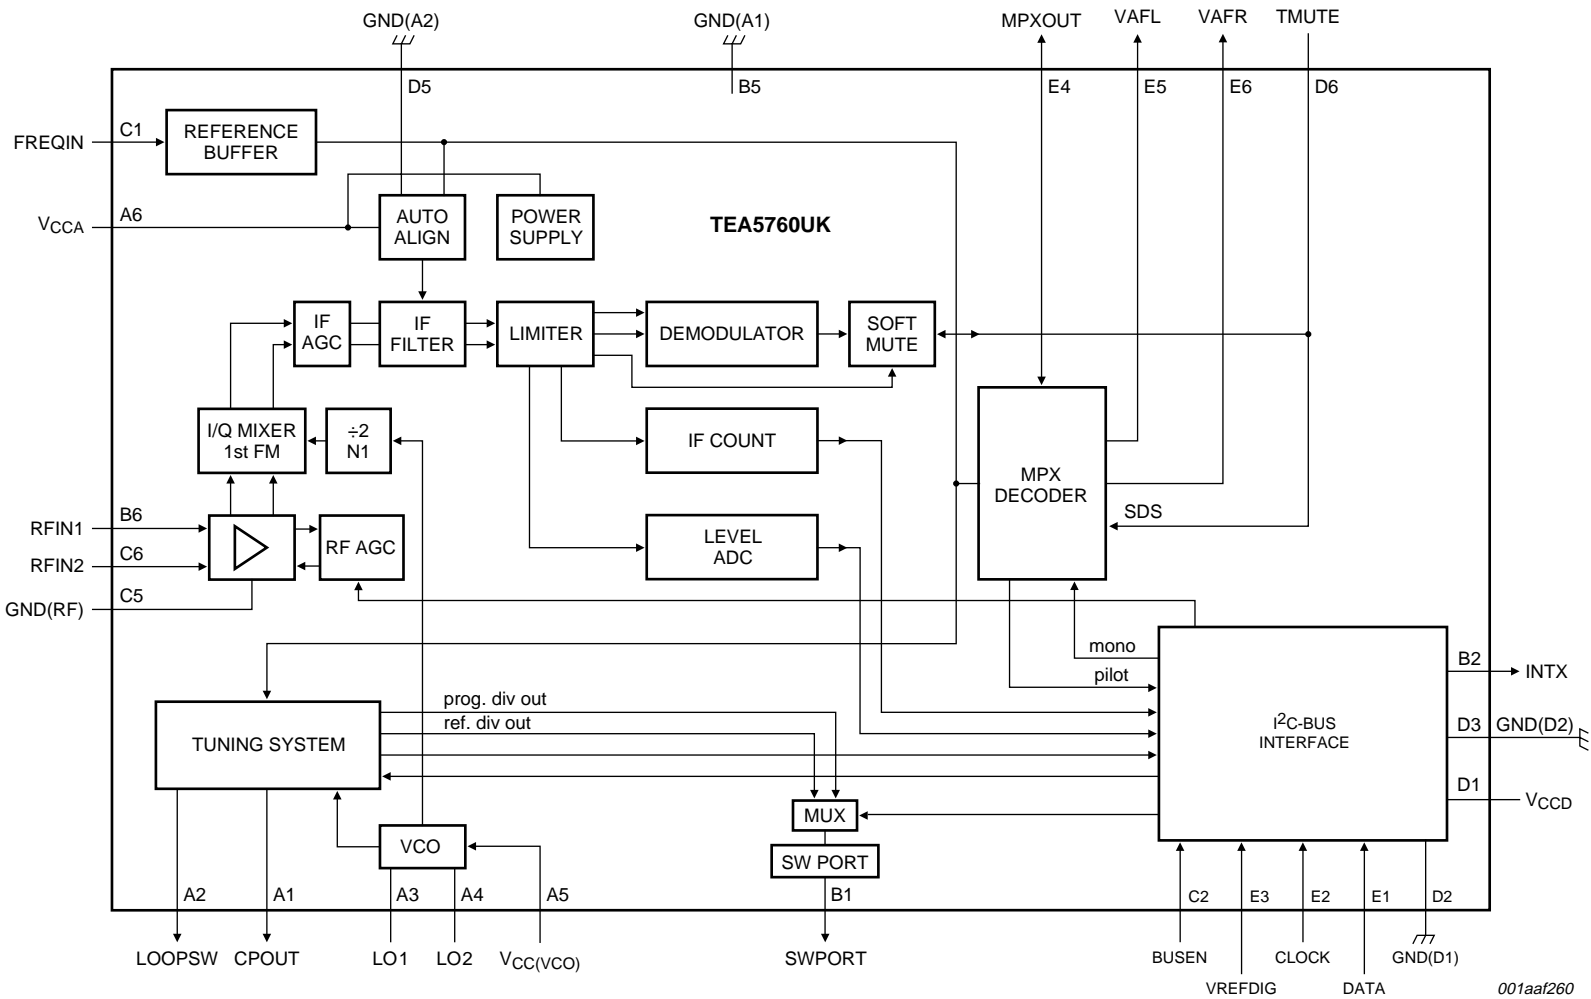 GND(A2)
GND(A1)
MPXOUT
VAFL
VAFR
TMUTE
D5
B5
E4
E5
E6
D6
FREQIN
C1
REFERENCE
BUFFER
VCCA
A6
AUTO
ALIGN
POWER
SUPPLY
TEA5760UK
IF
AGC
IF
FILTER
LIMITER
DEMODULATOR
SOFT
MUTE
I/Q MIXER
1st FM
÷2
N1
IF COUNT
MPX
DECODER
SDS
RFIN1
B6
RFIN2
C6
RF AGC
LEVEL
ADC
GND(RF)
C5
mono
pilot
B2
INTX
prog. div out
ref. div out
TUNING SYSTEM
I2C-BUS
INTERFACE
D3
GND(D2)
D1
VCCD
MUX
VCO
SW PORT
A2
A1
A3
A4
A5
B1
C2
E3
E2
E1
D2
LOOPSW
CPOUT
LO1
LO2
VCC(VCO)
SWPORT
BUSEN
VREFDIG
CLOCK
DATA
GND(D1)
001aaf260